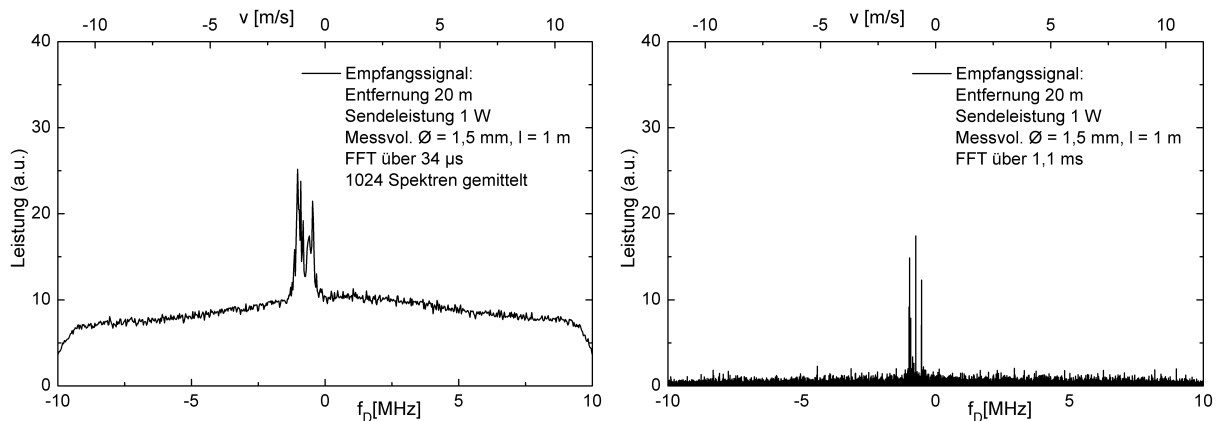 v [m/s]
-10 -5 0 5 10
40
30
20
10
0
Leistung (a.u.)
Empfangssignal:
Entfernung 20 m
Sendeleistung 1 W
Messvol. Ø = 1,5 mm, l = 1 m
FFT über 34 µs
1024 Spektren gemittelt
-10 -5 0 5 10
f_D[MHz]
v [m/s]
-10 -5 0 5 10
40
30
20
10
0
Leistung (a.u.)
Empfangssignal:
Entfernung 20 m
Sendeleistung 1 W
Messvol. Ø = 1,5 mm, l = 1 m
FFT über 1,1 ms
-10 -5 0 5 10
f_D[MHz]